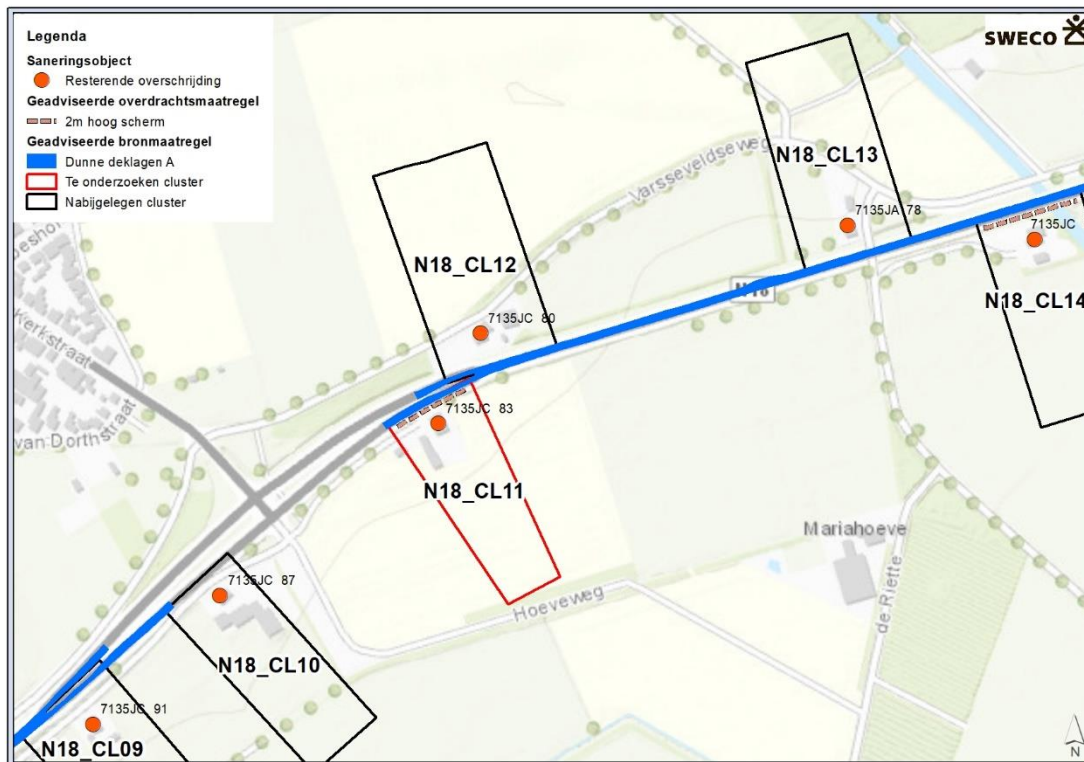 Legenda
Saneringsobject
Resterende overschrijding
Geadviseerde overdrachtsmaatregel
2m hoog scherm
Geadviseerde bronmaatregel
Dunne deklagen A
Te onderzoeken cluster
Nabijgelegen cluster
SWECO
N18_CL13
Varsseveldseweg
7135JA 78
7135JC
N18_CL12
N18_CL14
7135JC 80
Kerkstraat
7135JC 83
van Dorthstraat
N18_CL11
Mariahoeve
7135JC 87
Hoeveweg
de Riette
N18_CL10
7135JC 91
N18_CL09
N